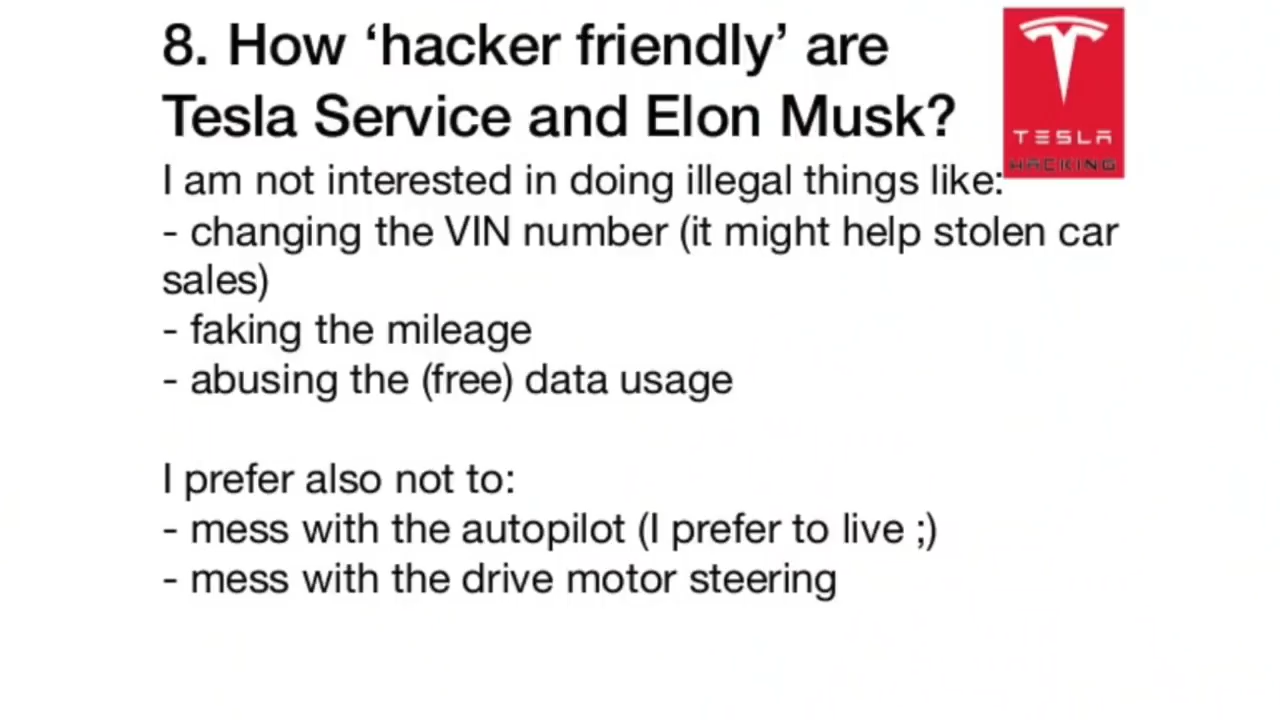 8. How ‘hacker friendly’ are
Tesla Service and Elon Musk?
TESLA
HACKING
I am not interested in doing illegal things like:
- changing the VIN number (it might help stolen car
sales)
- faking the mileage
- abusing the (free) data usage
I prefer also not to:
- mess with the autopilot (I prefer to live ;)
- mess with the drive motor steering